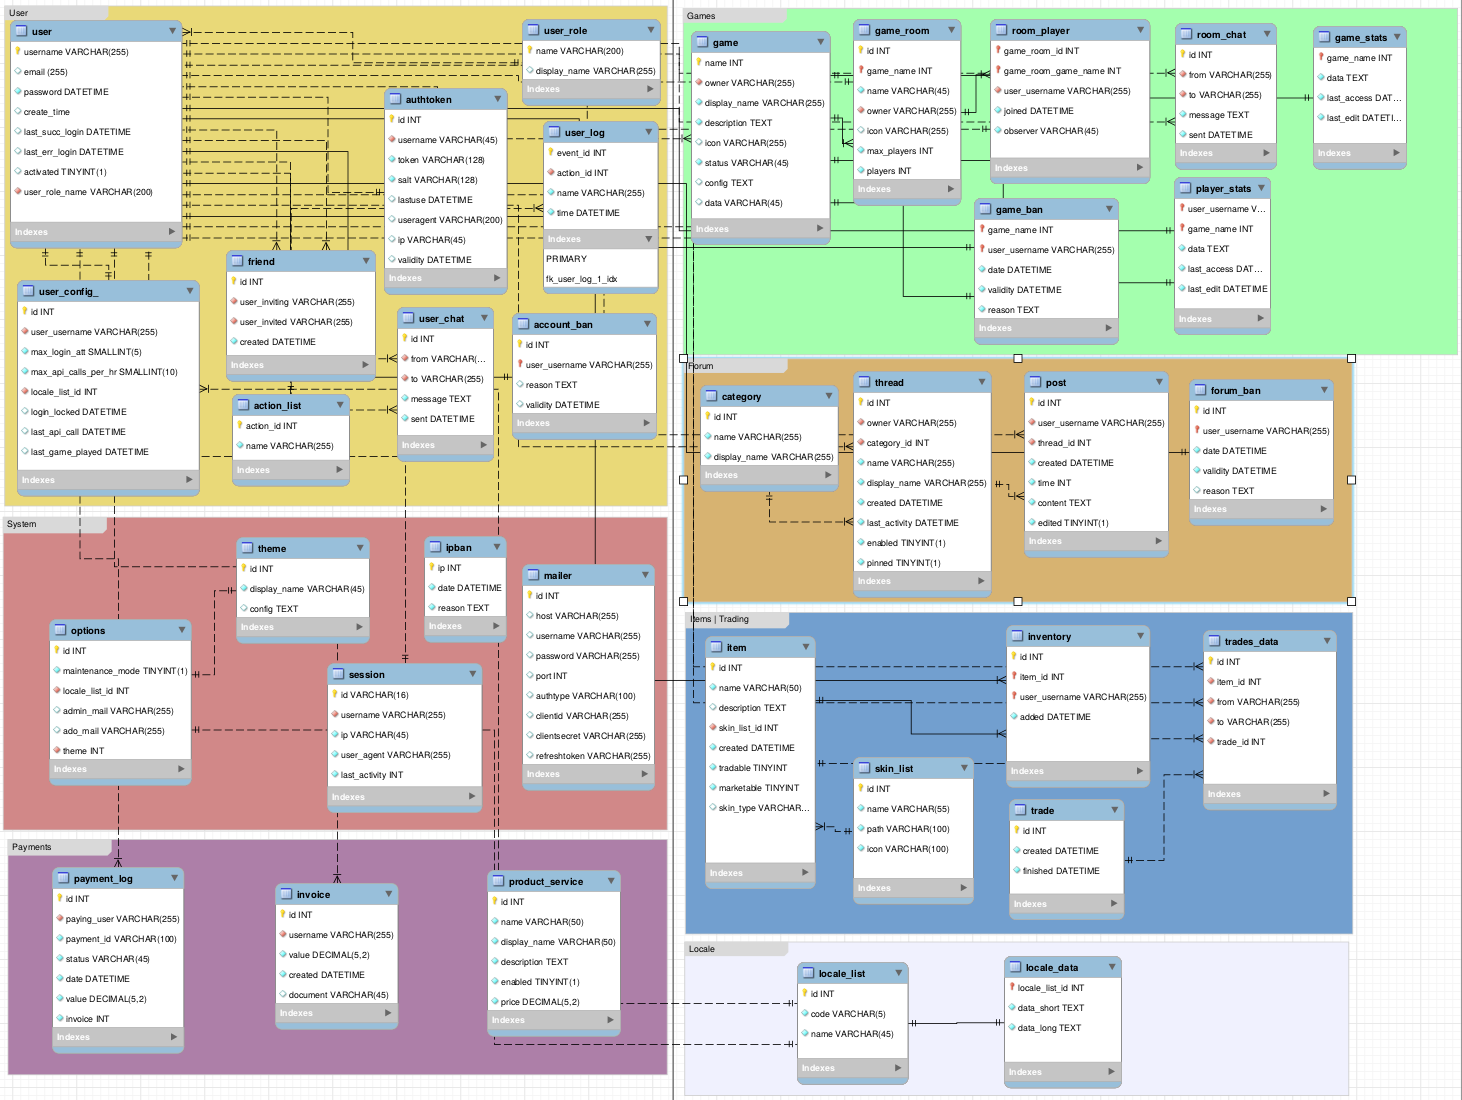 User
user
username VARCHAR(255)
email (255)
password DATETIME
create_time
last_succ_login DATETIME
last_err_login DATETIME
activated TINYINT(1)
user_role_name VARCHAR(200)
Indexes
user_role
name VARCHAR(200)
display_name VARCHAR(255)
Indexes
authtoken
id INT
username VARCHAR(45)
token VARCHAR(128)
salt VARCHAR(128)
lastuse DATETIME
useragent VARCHAR(200)
ip VARCHAR(45)
validity DATETIME
Indexes
user_log
event_id INT
action_id INT
name VARCHAR(255)
time DATETIME
Indexes
PRIMARY
fk_user_log_1_idx
user_config_
id INT
user_username VARCHAR(255)
max_login_att SMALLINT(5)
max_api_calls_per_hr SMALLINT(10)
locale_list_id INT
login_locked DATETIME
last_api_call DATETIME
last_game_played DATETIME
Indexes
friend
id INT
user_inviting VARCHAR(255)
user_invited VARCHAR(255)
created DATETIME
Indexes
action_list
action_id INT
name VARCHAR(255)
Indexes
user_chat
id INT
from VARCHAR(...
to VARCHAR(255)
message TEXT
sent DATETIME
Indexes
account_ban
id INT
user_username VARCHAR(255)
reason TEXT
validity DATETIME
Indexes
System
theme
id INT
display_name VARCHAR(45)
config TEXT
Indexes
ipban
ip INT
date DATETIME
reason TEXT
Indexes
mailer
id INT
host VARCHAR(255)
username VARCHAR(255)
password VARCHAR(255)
port INT
authtype VARCHAR(100)
clientid VARCHAR(255)
clientsecret VARCHAR(255)
refreshtoken VARCHAR(255)
Indexes
options
id INT
maintenance_mode TINYINT(1)
locale_list_id INT
admin_mail VARCHAR(255)
ado_mail VARCHAR(255)
theme INT
Indexes
session
id VARCHAR(16)
username VARCHAR(255)
ip VARCHAR(45)
user_agent VARCHAR(255)
last_activity INT
Indexes
Payments
payment_log
id INT
paying_user VARCHAR(255)
payment_id VARCHAR(100)
status VARCHAR(45)
date DATETIME
value DECIMAL(5,2)
invoice INT
Indexes
invoice
id INT
username VARCHAR(255)
value DECIMAL(5,2)
created DATETIME
document VARCHAR(45)
Indexes
product_service
id INT
name VARCHAR(50)
display_name VARCHAR(50)
description TEXT
enabled TINYINT(1)
price DECIMAL(5,2)
Indexes
Games
game
name INT
owner VARCHAR(255)
display_name VARCHAR(255)
description TEXT
icon VARCHAR(255)
status VARCHAR(45)
config TEXT
data VARCHAR(45)
Indexes
game_room
id INT
game_name INT
name VARCHAR(45)
owner VARCHAR(255)
icon VARCHAR(255)
max_players INT
players INT
Indexes
room_player
game_room_id INT
game_room_game_name INT
user_username VARCHAR(255)
joined DATETIME
observer VARCHAR(45)
Indexes
room_chat
id INT
from VARCHAR(255)
to VARCHAR(255)
message TEXT
sent DATETIME
Indexes
game_stats
game_name INT
data TEXT
last_access DAT...
last_edit DATETI...
Indexes
game_ban
game_name INT
user_username VARCHAR(255)
date DATETIME
validity DATETIME
reason TEXT
Indexes
player_stats
user_username V...
game_name INT
data TEXT
last_access DAT...
last_edit DATETIME
Indexes
Forum
category
id INT
name VARCHAR(255)
display_name VARCHAR(255)
Indexes
thread
id INT
owner VARCHAR(255)
category_id INT
name VARCHAR(255)
display_name VARCHAR(255)
created DATETIME
last_activity DATETIME
enabled TINYINT(1)
pinned TINYINT(1)
Indexes
post
id INT
user_username VARCHAR(255)
thread_id INT
created DATETIME
time INT
content TEXT
edited TINYINT(1)
Indexes
forum_ban
id INT
user_username VARCHAR(255)
date DATETIME
validity DATETIME
reason TEXT
Indexes
Items | Trading
item
id INT
name VARCHAR(50)
description TEXT
skin_list_id INT
created DATETIME
tradable TINYINT
marketable TINYINT
skin_type VARCHAR...
Indexes
skin_list
id INT
name VARCHAR(55)
path VARCHAR(100)
icon VARCHAR(100)
Indexes
inventory
id INT
item_id INT
user_username VARCHAR(255)
added DATETIME
Indexes
trade
id INT
created DATETIME
finished DATETIME
Indexes
trades_data
id INT
item_id INT
from VARCHAR(255)
to VARCHAR(255)
trade_id INT
Indexes
Locale
locale_list
id INT
code VARCHAR(5)
name VARCHAR(45)
Indexes
locale_data
locale_list_id INT
data_short TEXT
data_long TEXT
Indexes